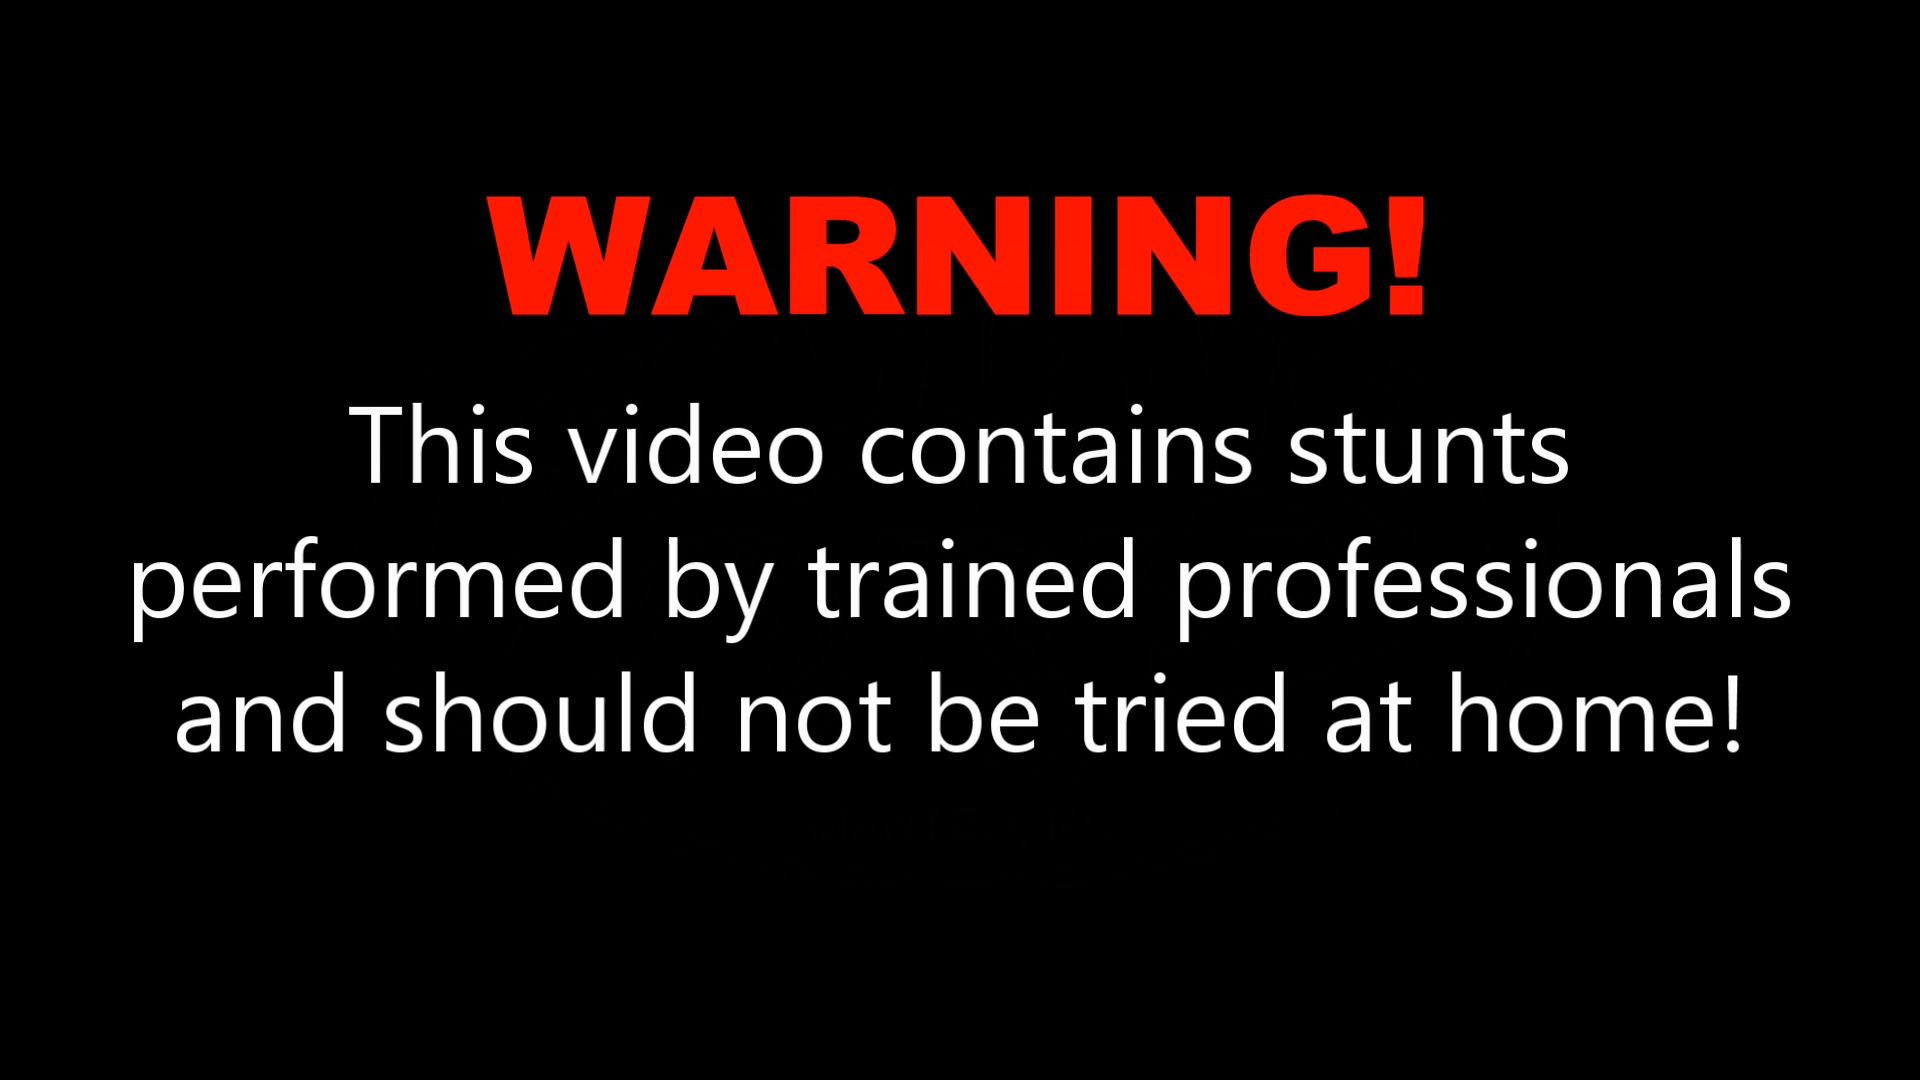 WARNING!
This video contains stunts
performed by trained professionals
and should not be tried at home!